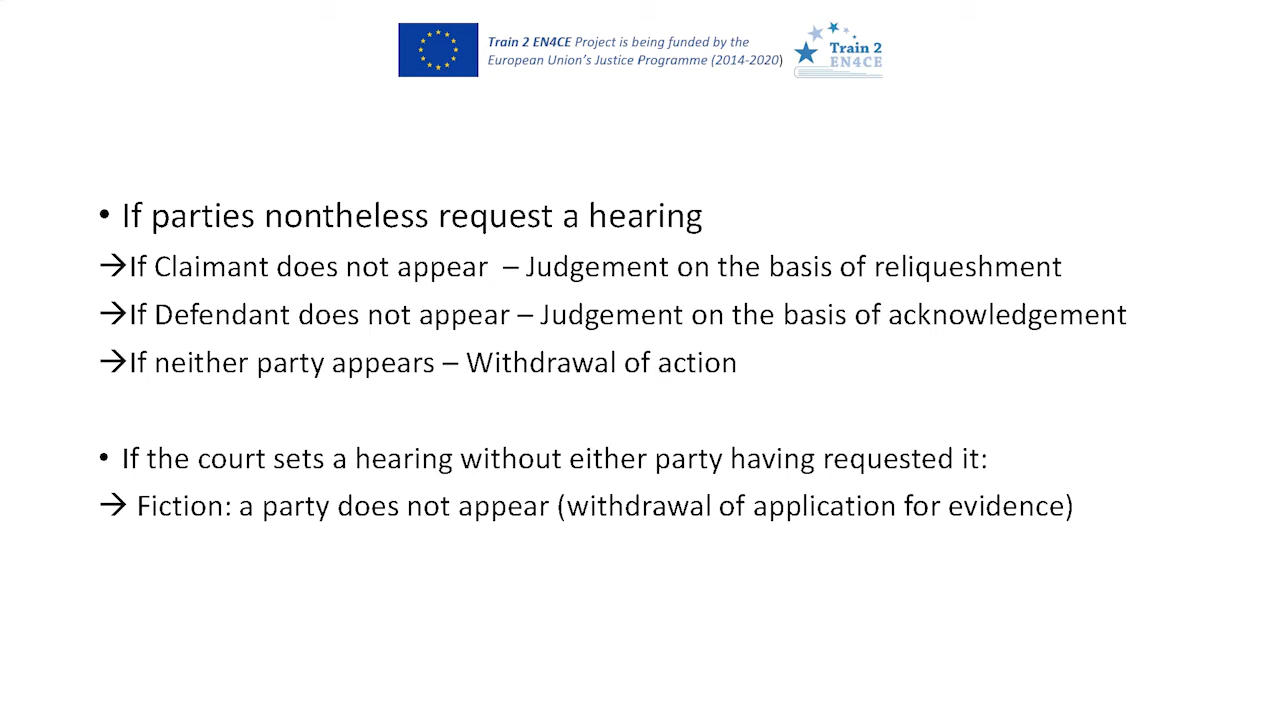 Train 2 EN4CE Project is being funded by the
European Union's Justice Programme (2014-2020)
Train 2
EN4CE
• If parties nontheless request a hearing
→If Claimant does not appear – Judgement on the basis of reliqueshment
→If Defendant does not appear – Judgement on the basis of acknowledgement
→If neither party appears – Withdrawal of action
• If the court sets a hearing without either party having requested it:
→ Fiction: a party does not appear (withdrawal of application for evidence)